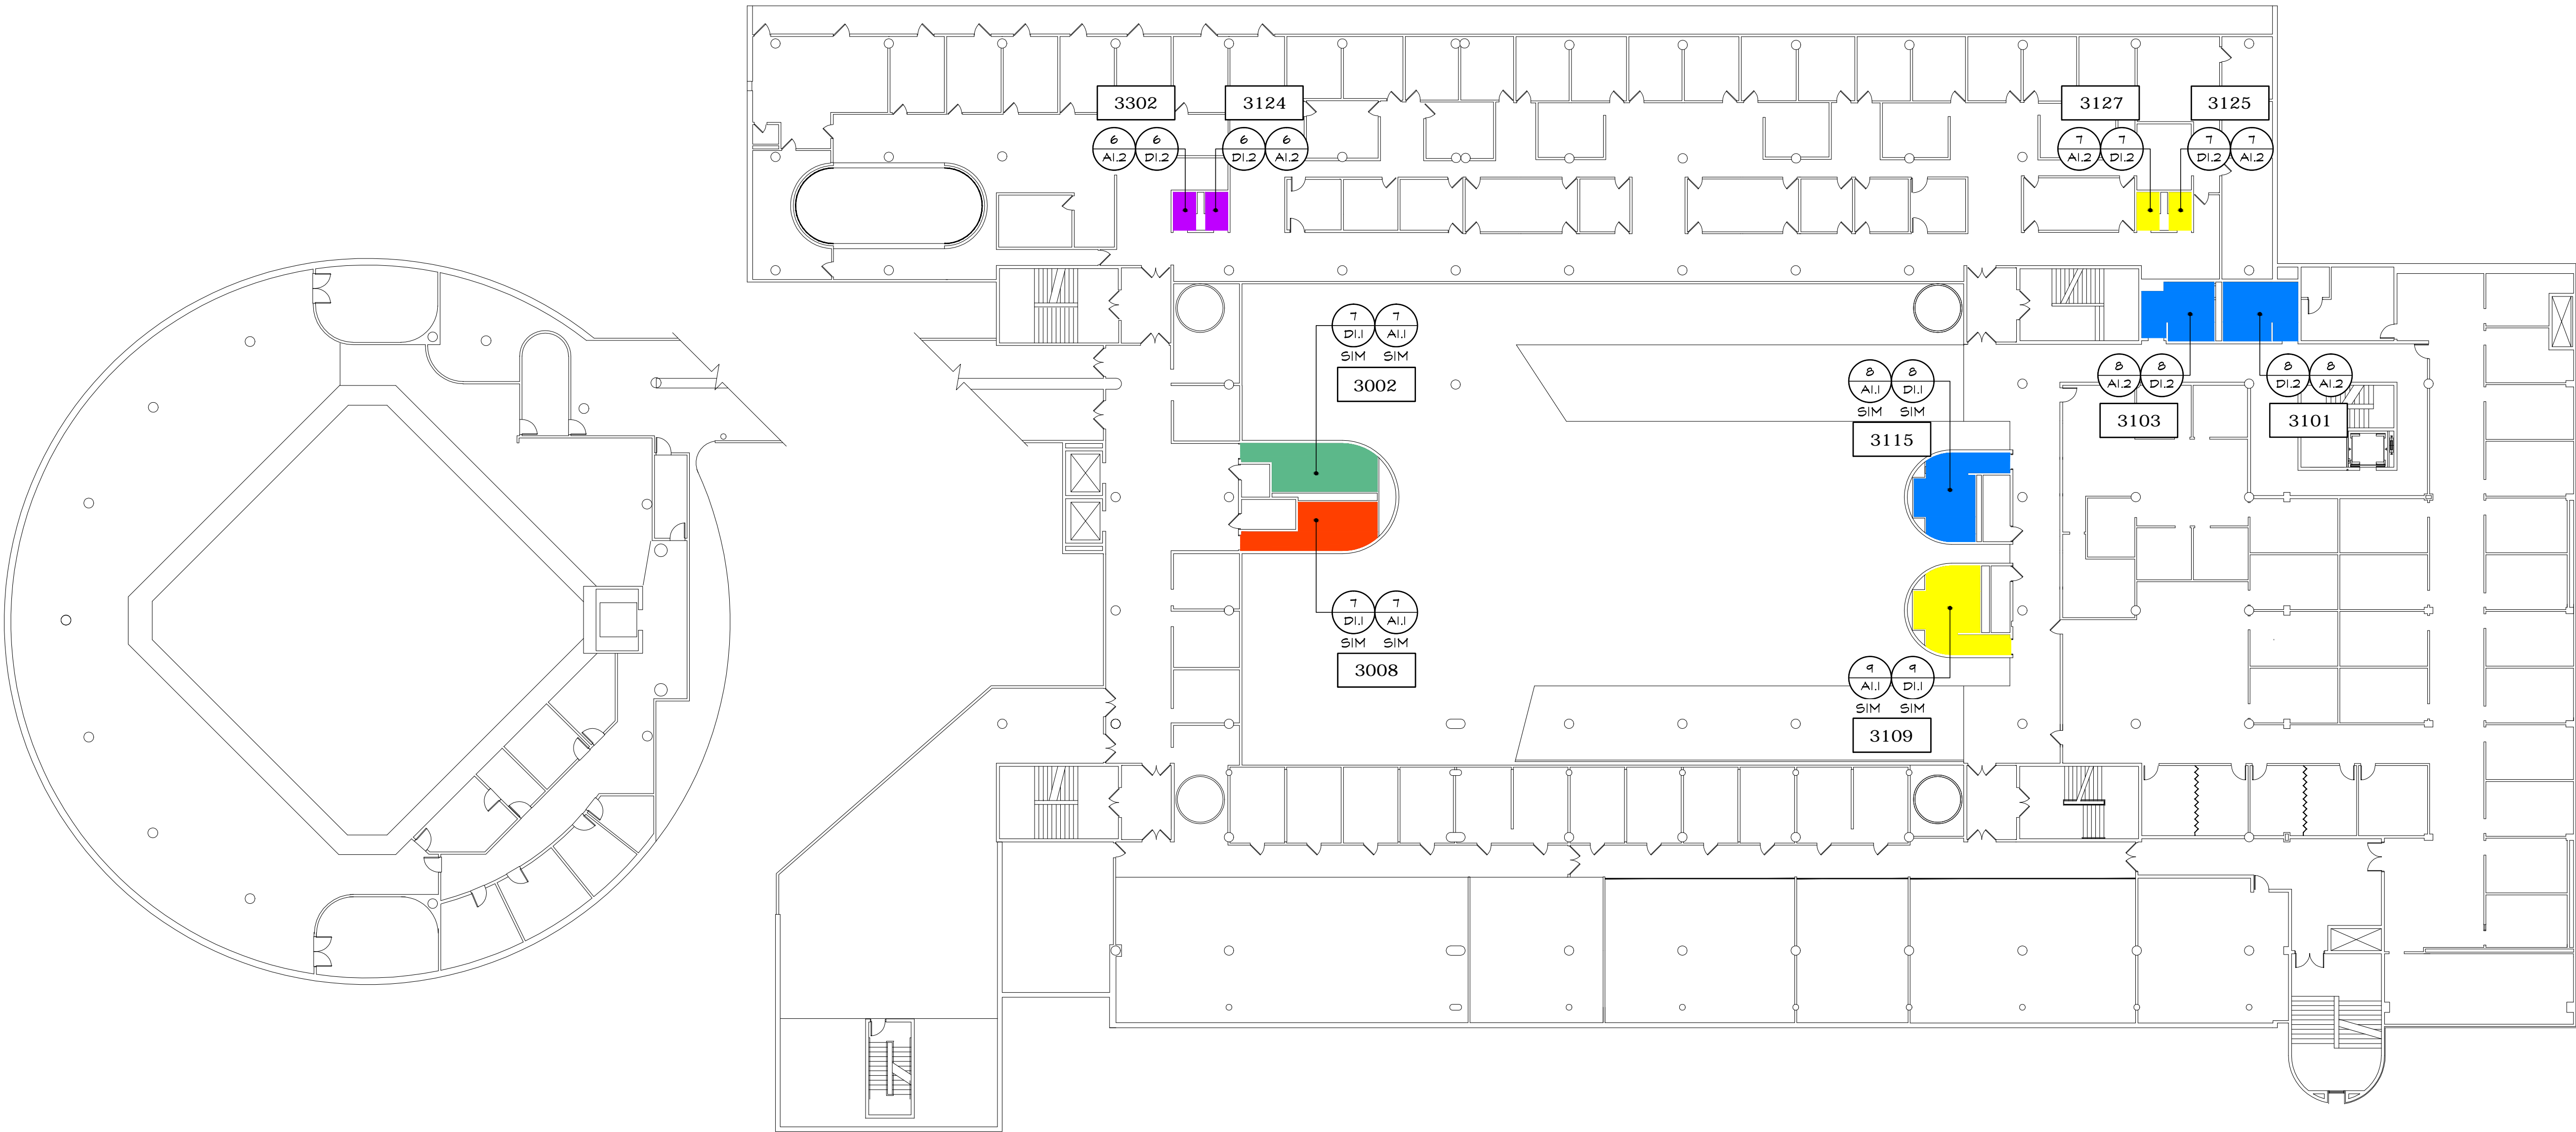 3302 3124
6 6 6 6
A1.2 D1.2 D1.2 A1.2
3127 3125
7 7 7 7
A1.2 D1.2 D1.2 A1.2
7 7
D1.1 A1.1
SIM SIM
3002
8 8
A1.1 D1.1
SIM SIM
3115
8 8 8 8
A1.2 D1.2 D1.2 A1.2
3103 3101
7 7
D1.1 A1.1
SIM SIM
3008
9 9
A1.1 D1.1
SIM SIM
3109